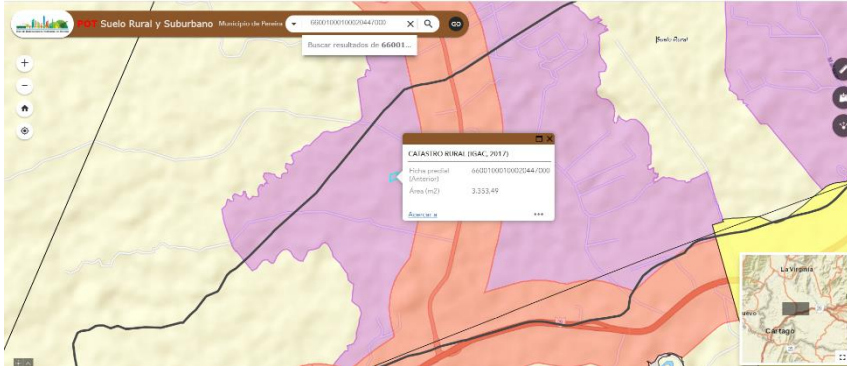 POT Suelo Rural y Suburbano Municipio de Pereira
66001000100020447000
Buscar resultados de 66001...
Suelo Rural
CATASTRO RURAL (IGAC, 2017)
Ficha predial 66001000100020447000
(Anterior)
Área (m2) 3.353,49
Acercar a
La Virginia
Cartago